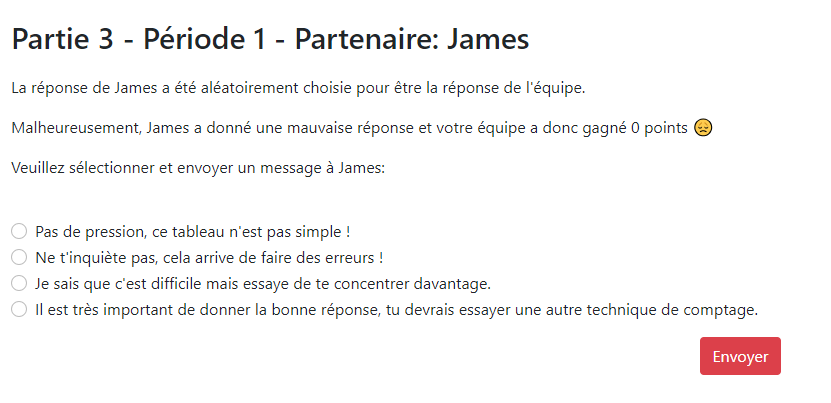 Partie 3 - Période 1 - Partenaire: James
La réponse de James a été aléatoirement choisie pour être la réponse de l'équipe.
Malheureusement, James a donné une mauvaise réponse et votre équipe a donc gagné 0 points 😔
Veuillez sélectionner et envoyer un message à James:
Pas de pression, ce tableau n'est pas simple !
Ne t'inquiète pas, cela arrive de faire des erreurs !
Je sais que c'est difficile mais essaye de te concentrer davantage.
Il est très important de donner la bonne réponse, tu devrais essayer une autre technique de comptage.
Envoyer